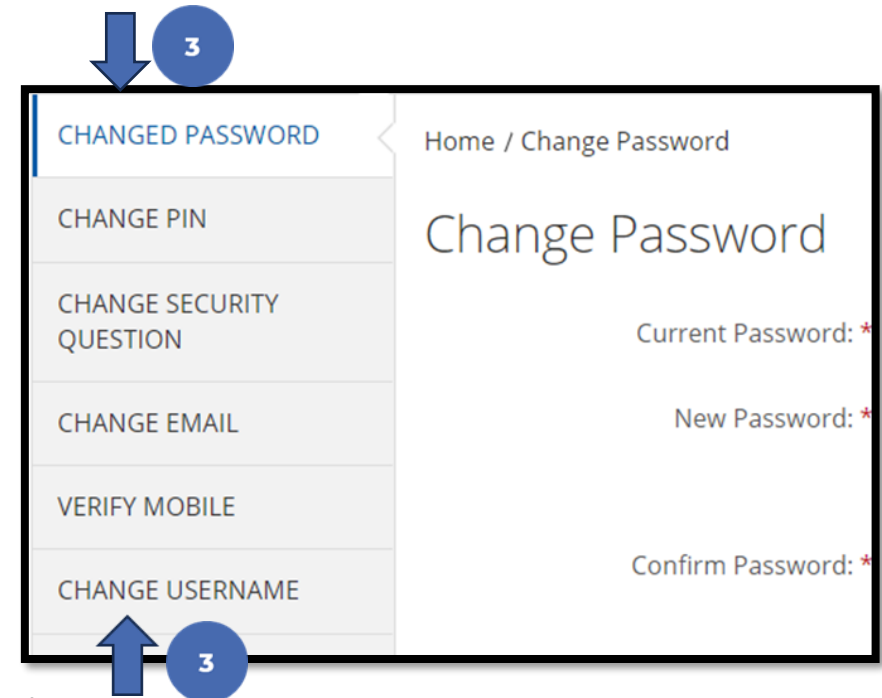 3
CHANGED PASSWORD
CHANGE PIN
CHANGE SECURITY
QUESTION
CHANGE EMAIL
VERIFY MOBILE
CHANGE USERNAME
3
Home / Change Password
Change Password
Current Password: *
New Password: *
Confirm Password: *